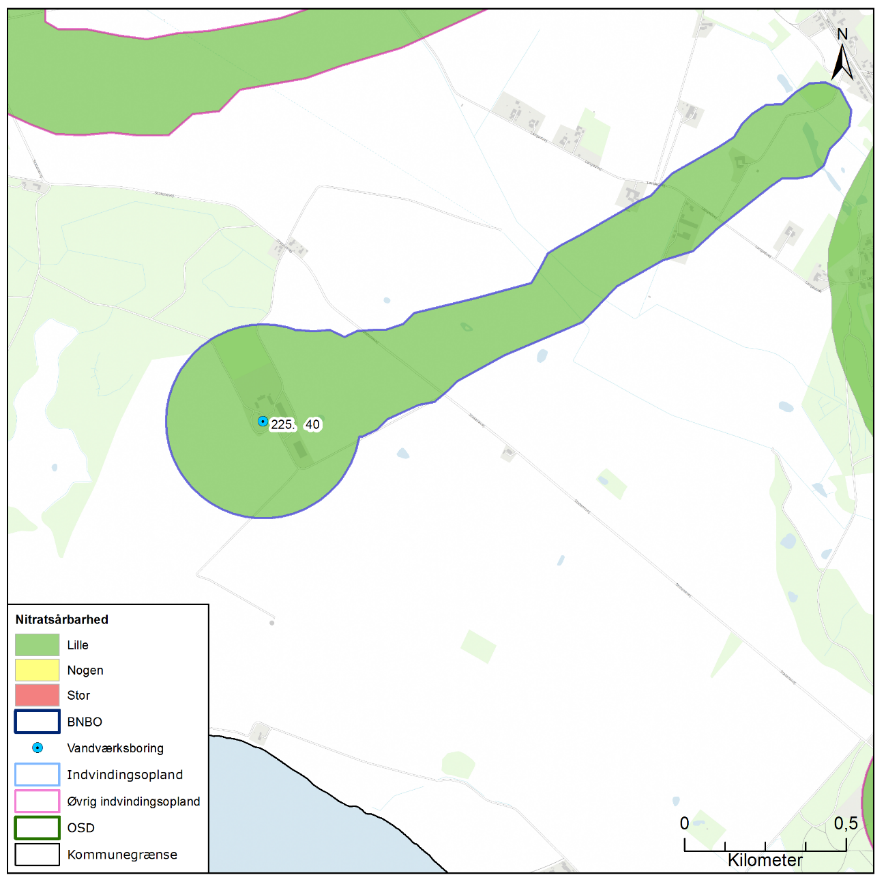 N
225. 40
Nitratsårbarhed
Lille
Nogen
Stor
BNBO
Vandværksboring
Indvindingsopland
Øvrig indvindingsopland
OSD
Kommunegrænse
0 0,5
Kilometer